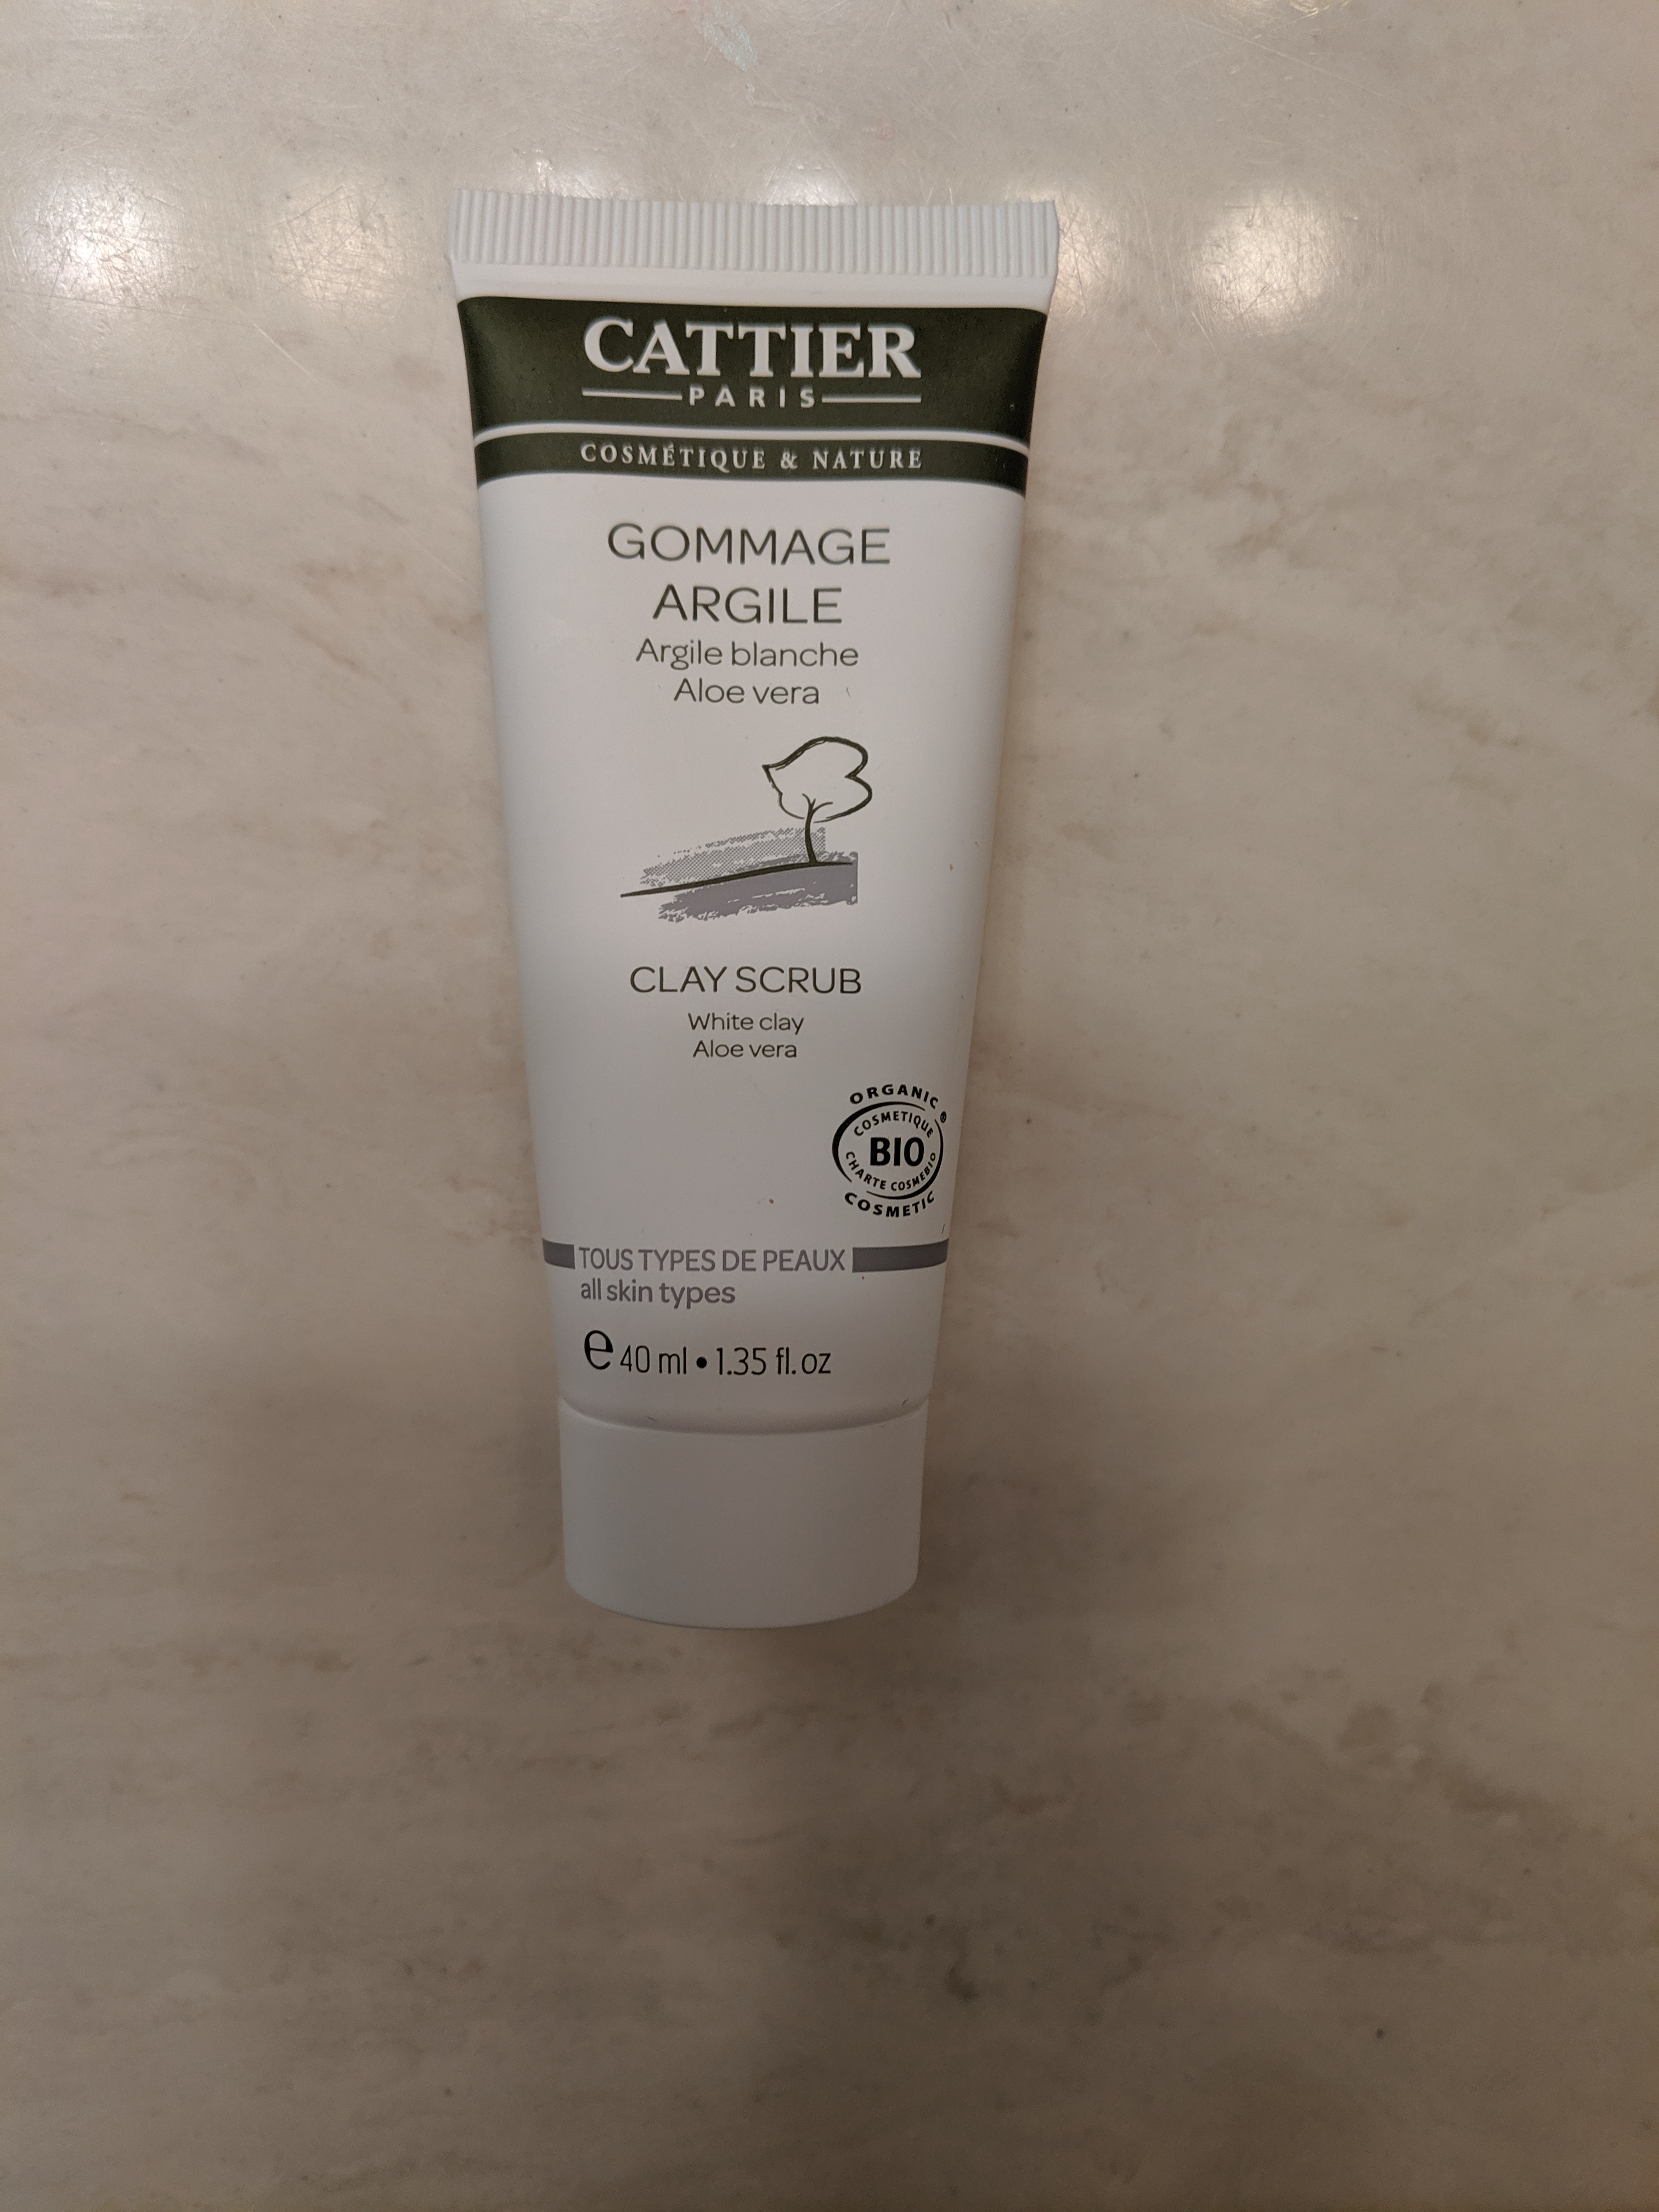 CATTIER
PARIS
COSMÉTIQUE & NATURE
GOMMAGE
ARGILE
Argile blanche
Aloe vera
CLAY SCRUB
White clay
Aloe vera
ORGANIC
®
COSMETIQUE
BIO
CHARTE COSMEBIO
COSMETIC
TOUS TYPES DE PEAUX
all skin types
e 40 ml • 1.35 fl.oz